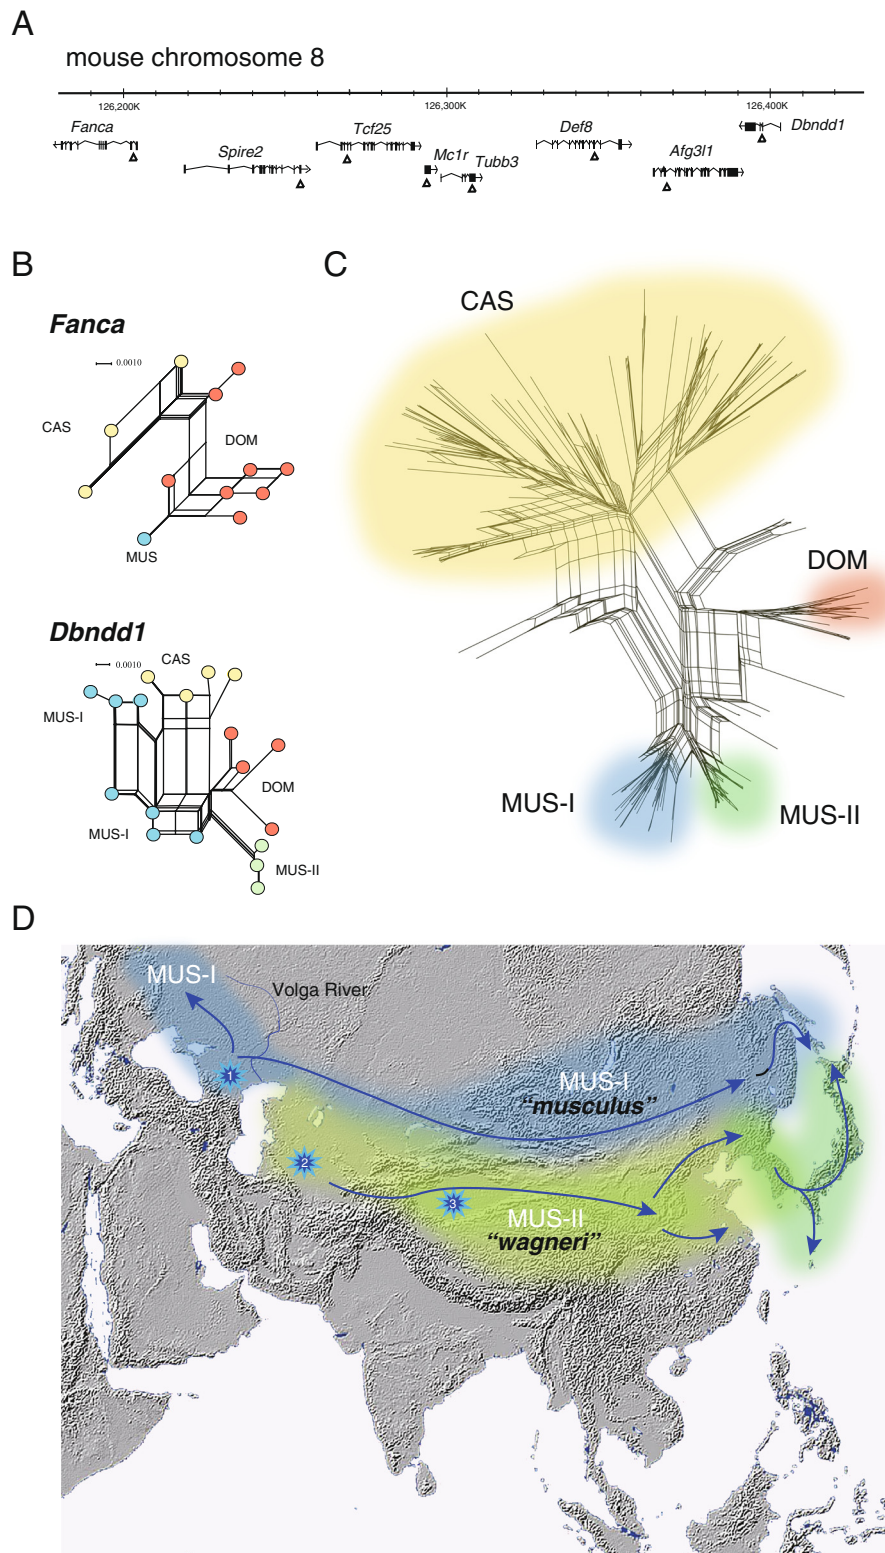 A
mouse chromosome 8
126,200K 126,300K 126,400K
Fanca Tcf25 Def8 Dbndd1
Spire2 Mc1r Tubb3 Afg3l1
B
Fanca
0.0010
CAS
DOM
MUS
Dbndd1
0.0010
CAS
MUS-I
DOM
MUS-I
MUS-II
C
CAS
DOM
MUS-I
MUS-II
D
MUS-I
Volga River
1
MUS-I
"musculus"
2
3
MUS-II
"wagneri"